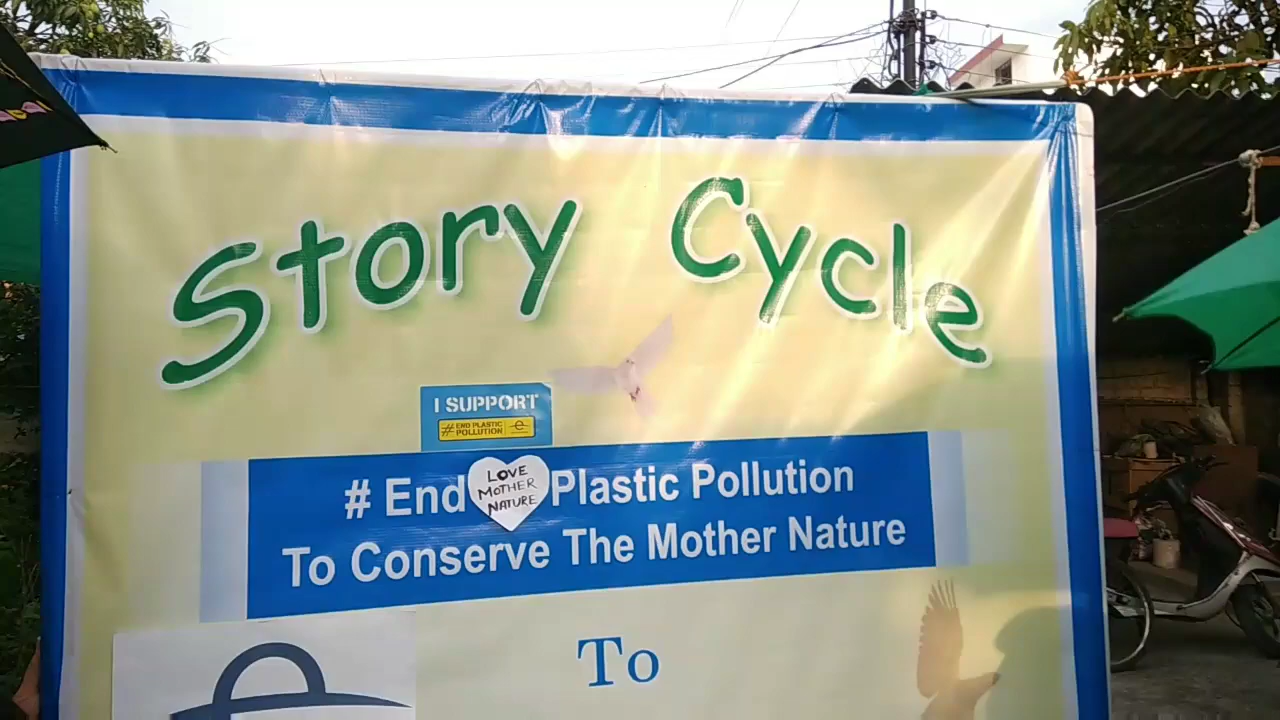 Story Cycle
I SUPPORT
# END PLASTIC
POLLUTION
# End Plastic Pollution
LOVE
MOTHER
NATURE
To Conserve The Mother Nature
To